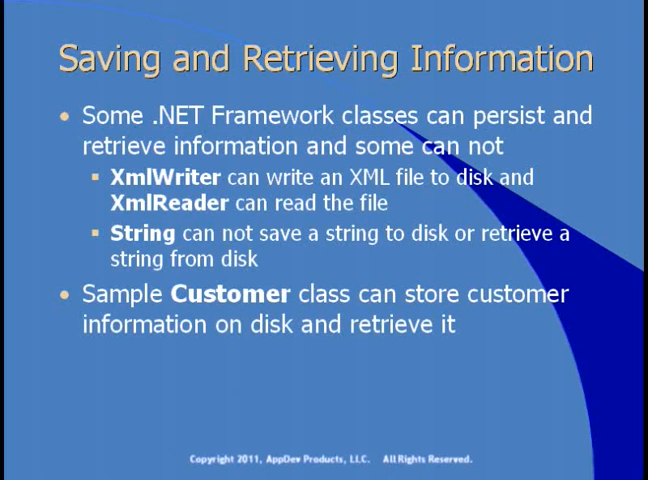 Saving and Retrieving Information
• Some .NET Framework classes can persist and
retrieve information and some can not
▪ XmlWriter can write an XML file to disk and
XmlReader can read the file
▪ String can not save a string to disk or retrieve a
string from disk
• Sample Customer class can store customer
information on disk and retrieve it
Copyright 2011, AppDev Products, LLC. All Rights Reserved.